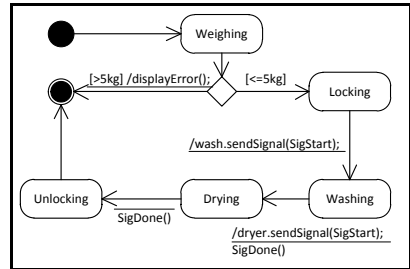 Weighing
[>5kg] /displayError();
[<=5kg]
Locking
/wash.sendSignal(SigStart);
Unlocking
Drying
Washing
SigDone()
/dryer.sendSignal(SigStart);
SigDone()